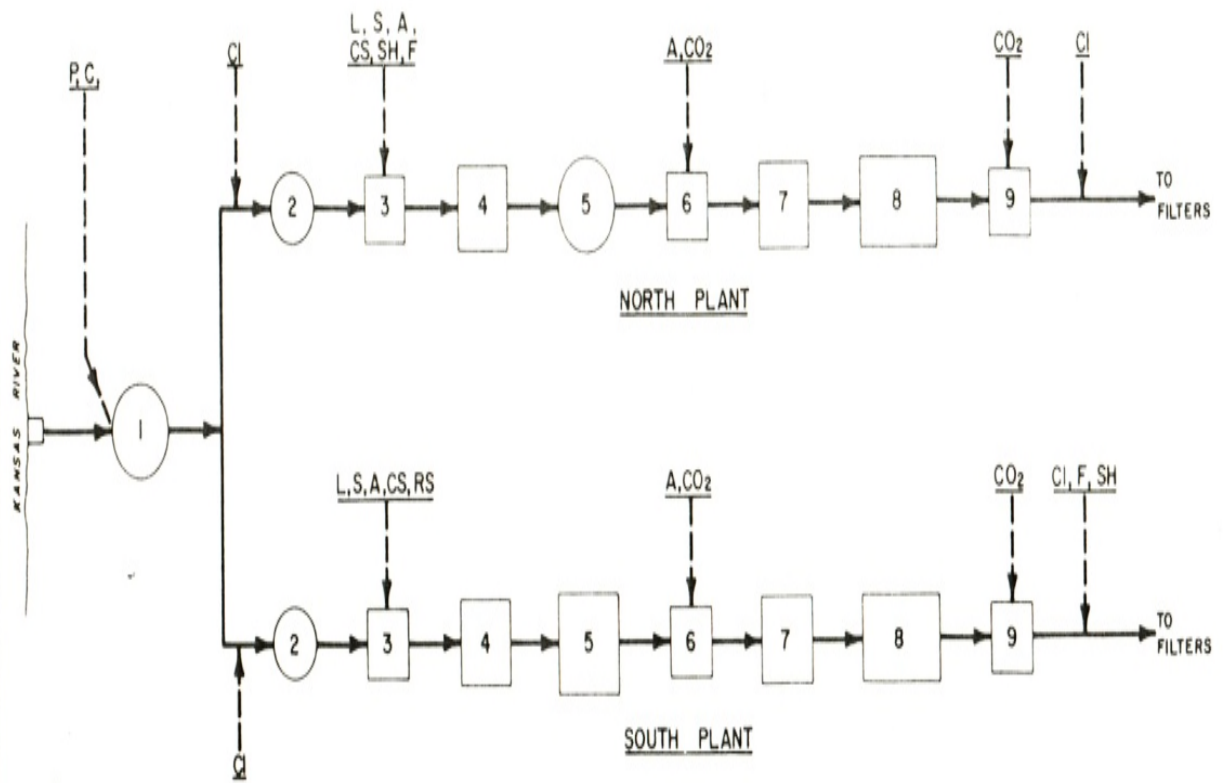 L, S, A,
CS, SH, F
Cl
A, CO2
CO2
Cl
P, C,
2
3
4
5
6
7
8
9
TO
FILTERS
NORTH PLANT
KANSAS RIVER
1
L, S, A, CS, RS
A, CO2
CO2
Cl, F, SH
2
3
4
5
6
7
8
9
TO
FILTERS
SOUTH PLANT
Cl